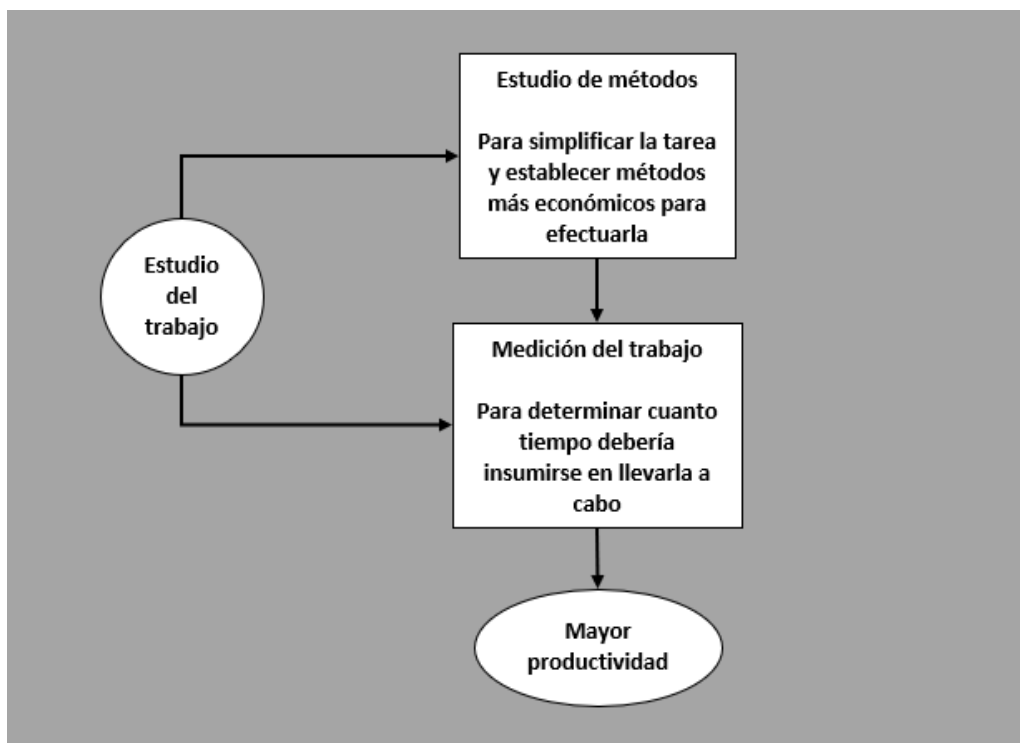 Estudio de métodos
Para simplificar la tarea
y establecer métodos
más económicos para
efectuarla
Estudio
del
trabajo
Medición del trabajo
Para determinar cuanto
tiempo debería
insumirse en llevarla a
cabo
Mayor
productividad